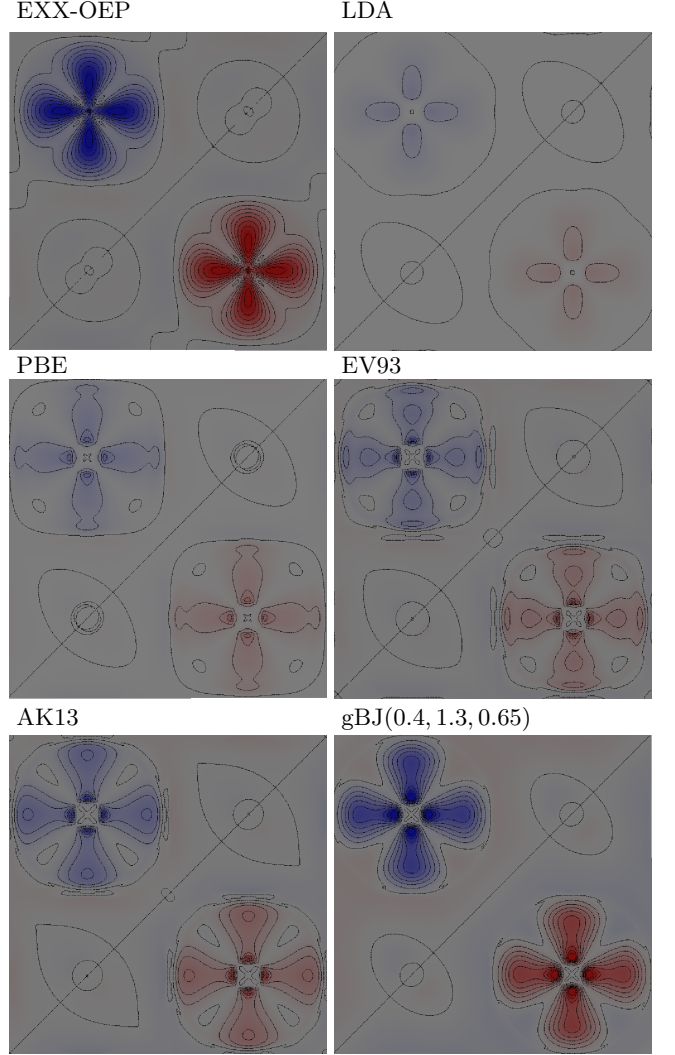 EXX-OEP
LDA
PBE
EV93
AK13
gBJ(0.4, 1.3, 0.65)